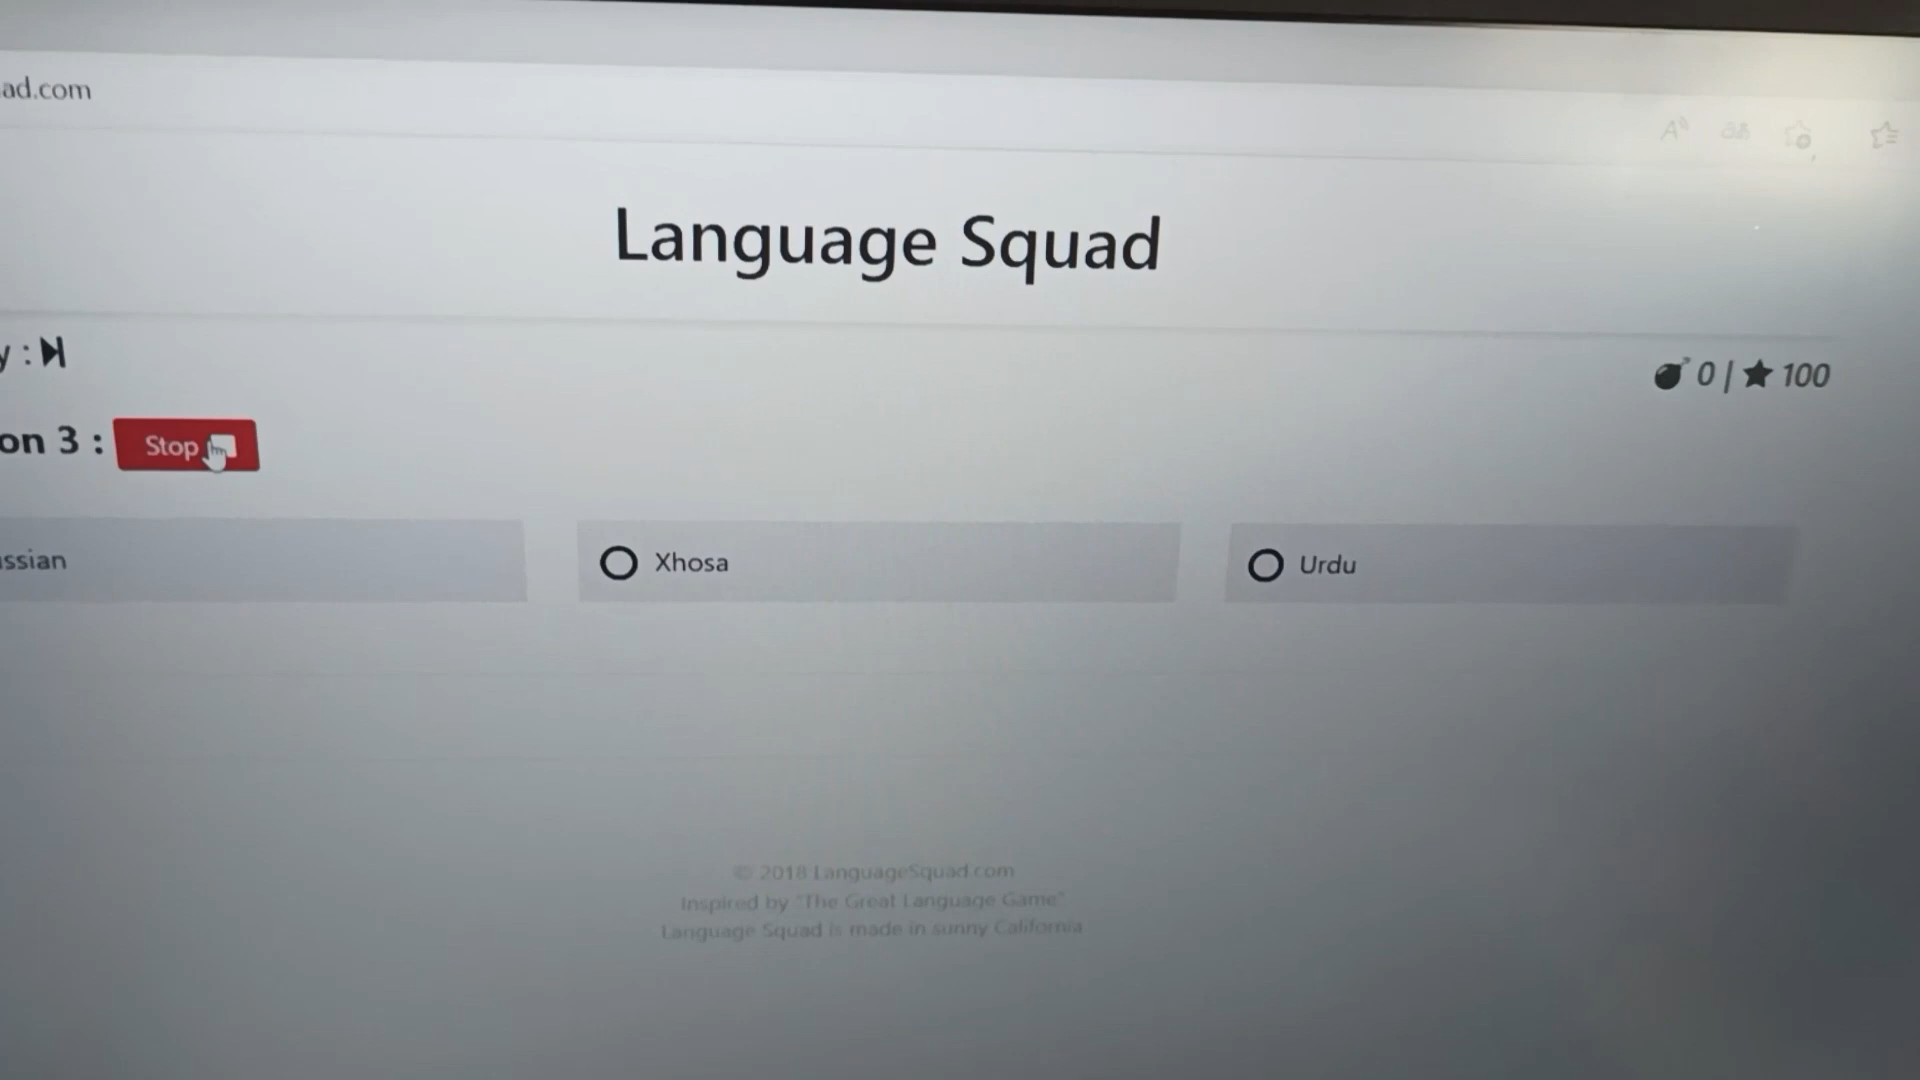 ad.com
Language Squad
y :
0 | 100
on 3 : Stop
ssian
Xhosa
Urdu
© 2018 LanguageSquad.com
Inspired by "The Great Language Game"
Language Squad is made in sunny California